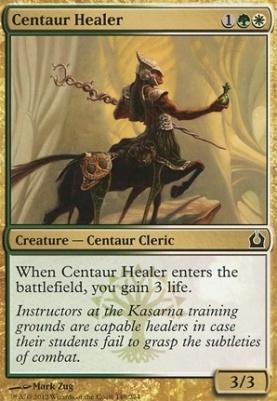 Centaur Healer 1
Creature — Centaur Cleric
When Centaur Healer enters the
battlefield, you gain 3 life.
Instructors at the Kasarna training
grounds are capable healers in case
their students fail to grasp the subtleties
of combat.
Mark Zug
3/3